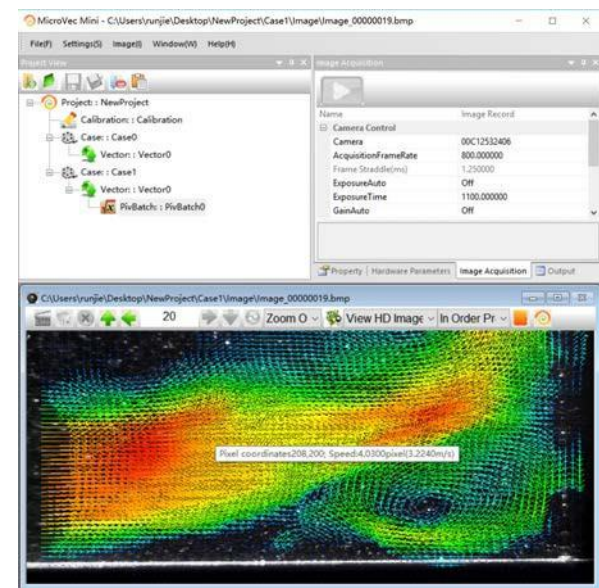 MicroVec Mini - C:\Users\runjie\Desktop\NewProject\Case1\Image\Image_00000019.bmp
File(F) Settings(S) Image(I) Window(W) Help(H)
Project View
Image Acquisition
Project: : NewProject
Calibration: : Calibration
Case: : Case0
Vector: : Vector0
Case: : Case1
Vector: : Vector0
PivBatch: : PivBatch0
Name Image Record
Camera Control
Camera 00C12532406
AcquisitionFrameRate 800.000000
Frame Straddle(ms) 1.250000
ExposureAuto Off
ExposureTime 1100.000000
GainAuto Off
Property Hardware Parameters Image Acquisition Output
C:\Users\runjie\Desktop\NewProject\Case1\Image\Image_00000019.bmp
20 Zoom O View HD Image In Order Pr
Pixel coordinates208,200; Speed:4.0300pixel(3.2240m/s)